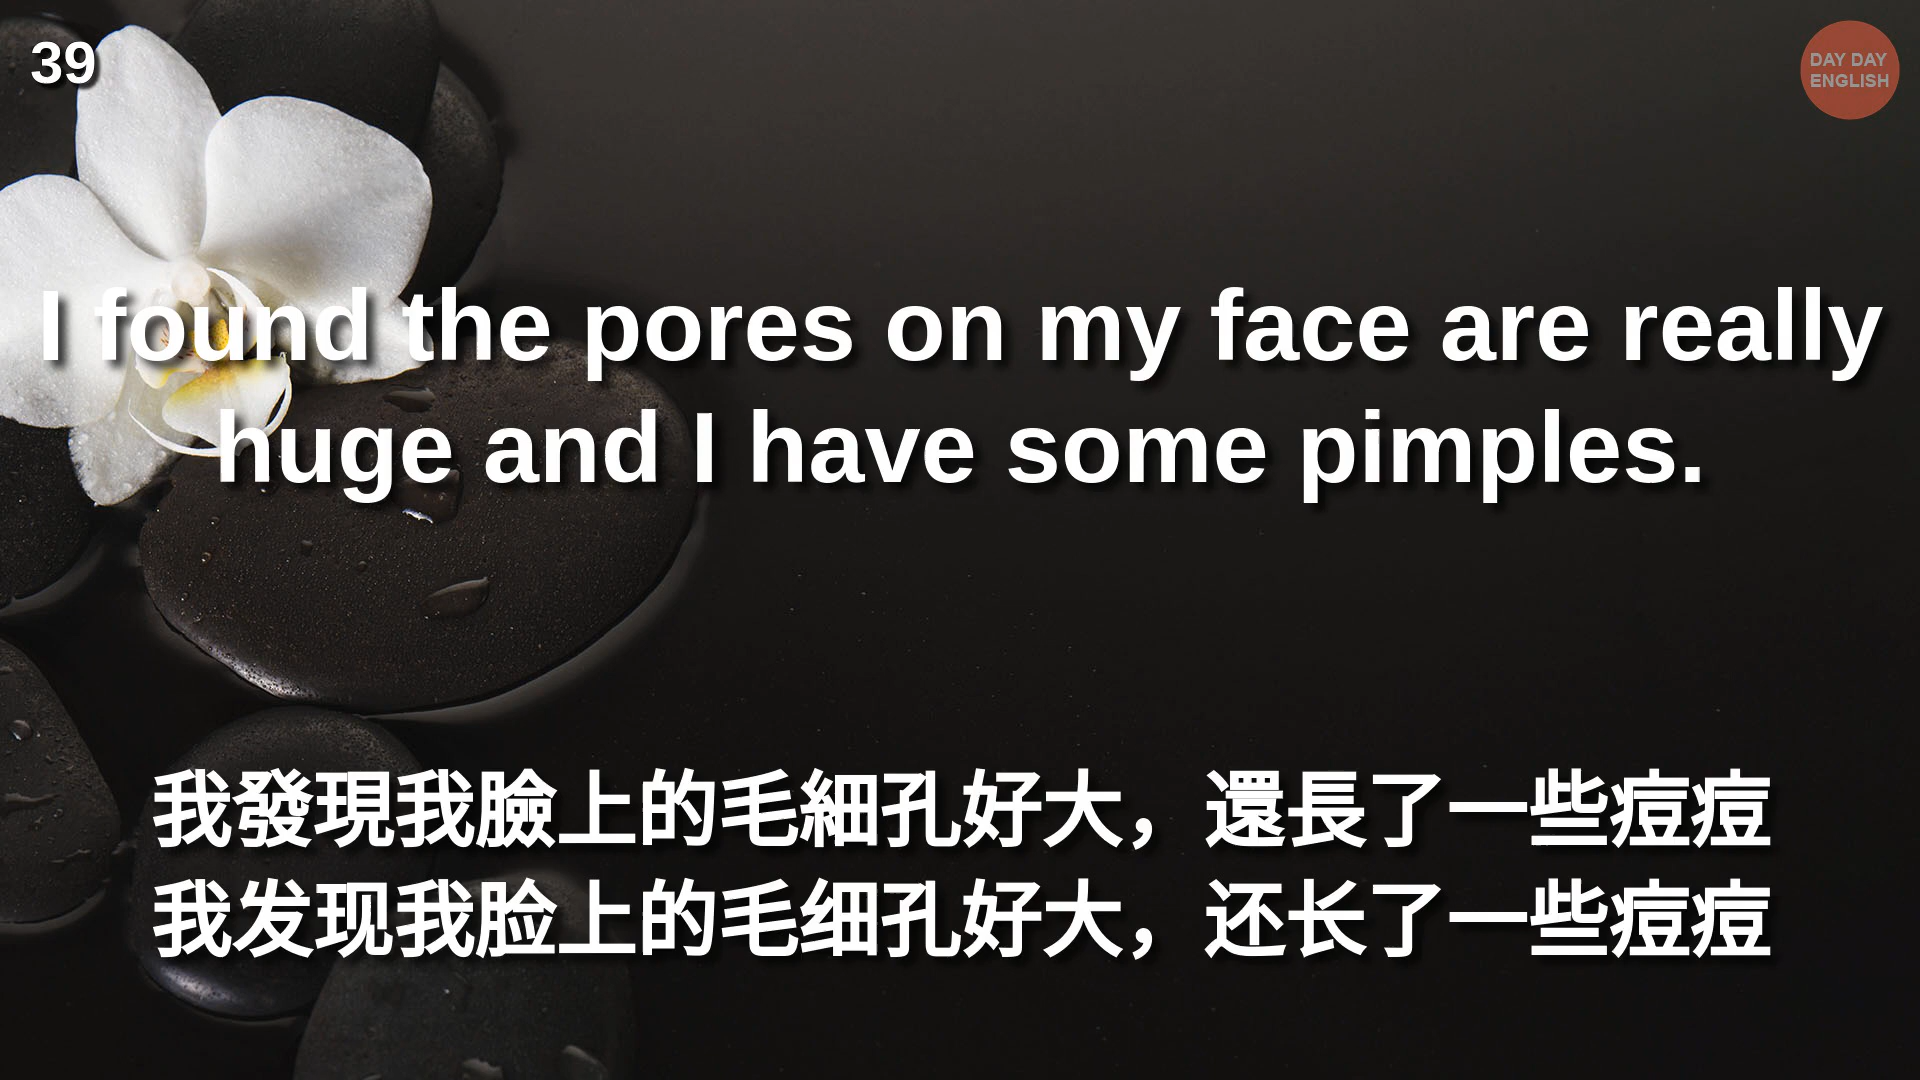 39
DAY DAY
ENGLISH
I found the pores on my face are really
huge and I have some pimples.
我發現我臉上的毛細孔好大，還長了一些痘痘
我发现我脸上的毛细孔好大，还长了一些痘痘